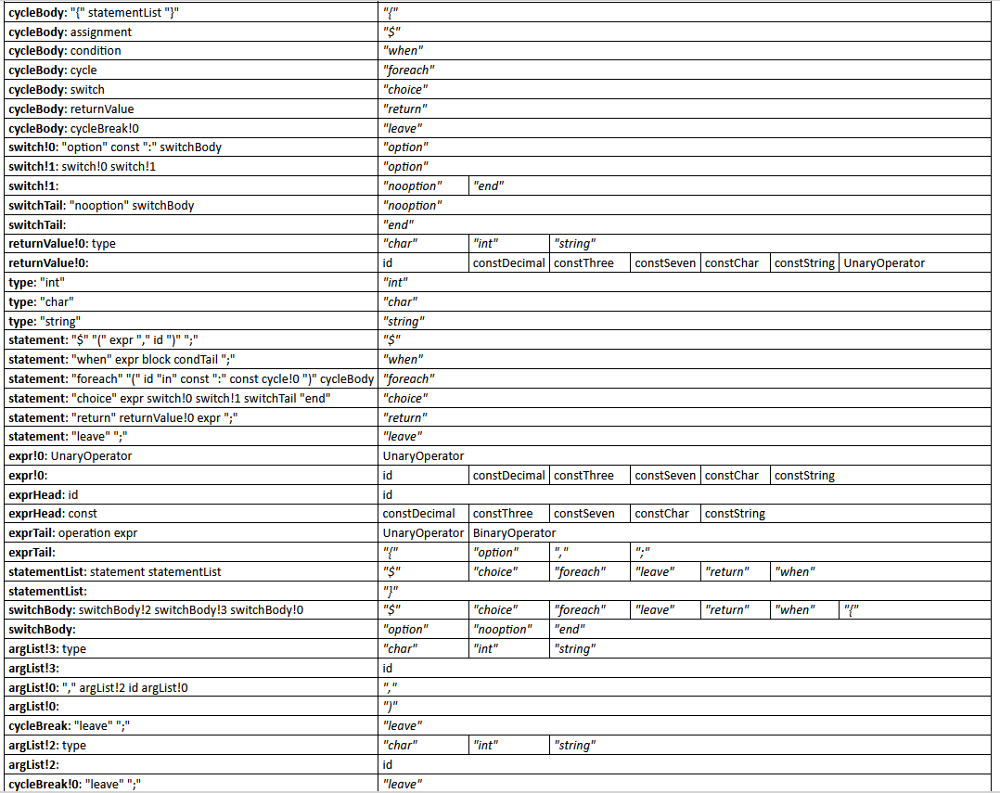 cycleBody: "{" statementList "}" "{"
cycleBody: assignment "$"
cycleBody: condition "when"
cycleBody: cycle "foreach"
cycleBody: switch "choice"
cycleBody: returnValue "return"
cycleBody: cycleBreak!0 "leave"
switch!0: "option" const ":" switchBody "option"
switch!1: switch!0 switch!1 "option"
switch!1: "nooption" "end"
switchTail: "nooption" switchBody "nooption"
switchTail: "end"
returnValue!0: type "char" "int" "string"
returnValue!0: id constDecimal constThree constSeven constChar constString UnaryOperator
type: "int" "int"
type: "char" "char"
type: "string" "string"
statement: "$" "(" expr "," id ")" ";" "$"
statement: "when" expr block condTail ";" "when"
statement: "foreach" "(" id "in" const ":" const cycle!0 ")" cycleBody "foreach"
statement: "choice" expr switch!0 switch!1 switchTail "end" "choice"
statement: "return" returnValue!0 expr ";" "return"
statement: "leave" ";" "leave"
expr!0: UnaryOperator UnaryOperator
expr!0: id constDecimal constThree constSeven constChar constString
exprHead: id id
exprHead: const constDecimal constThree constSeven constChar constString
exprTail: operation expr UnaryOperator BinaryOperator
exprTail: "{" "option" "," ";"
statementList: statement statementList "$" "choice" "foreach" "leave" "return" "when"
statementList: "}"
switchBody: switchBody!2 switchBody!3 switchBody!0 "$" "choice" "foreach" "leave" "return" "when" "{"
switchBody: "option" "nooption" "end"
argList!3: type "char" "int" "string"
argList!3: id
argList!0: "," argList!2 id argList!0 ","
argList!0: ")"
cycleBreak: "leave" ";" "leave"
argList!2: type "char" "int" "string"
argList!2: id
cycleBreak!0: "leave" ";" "leave"